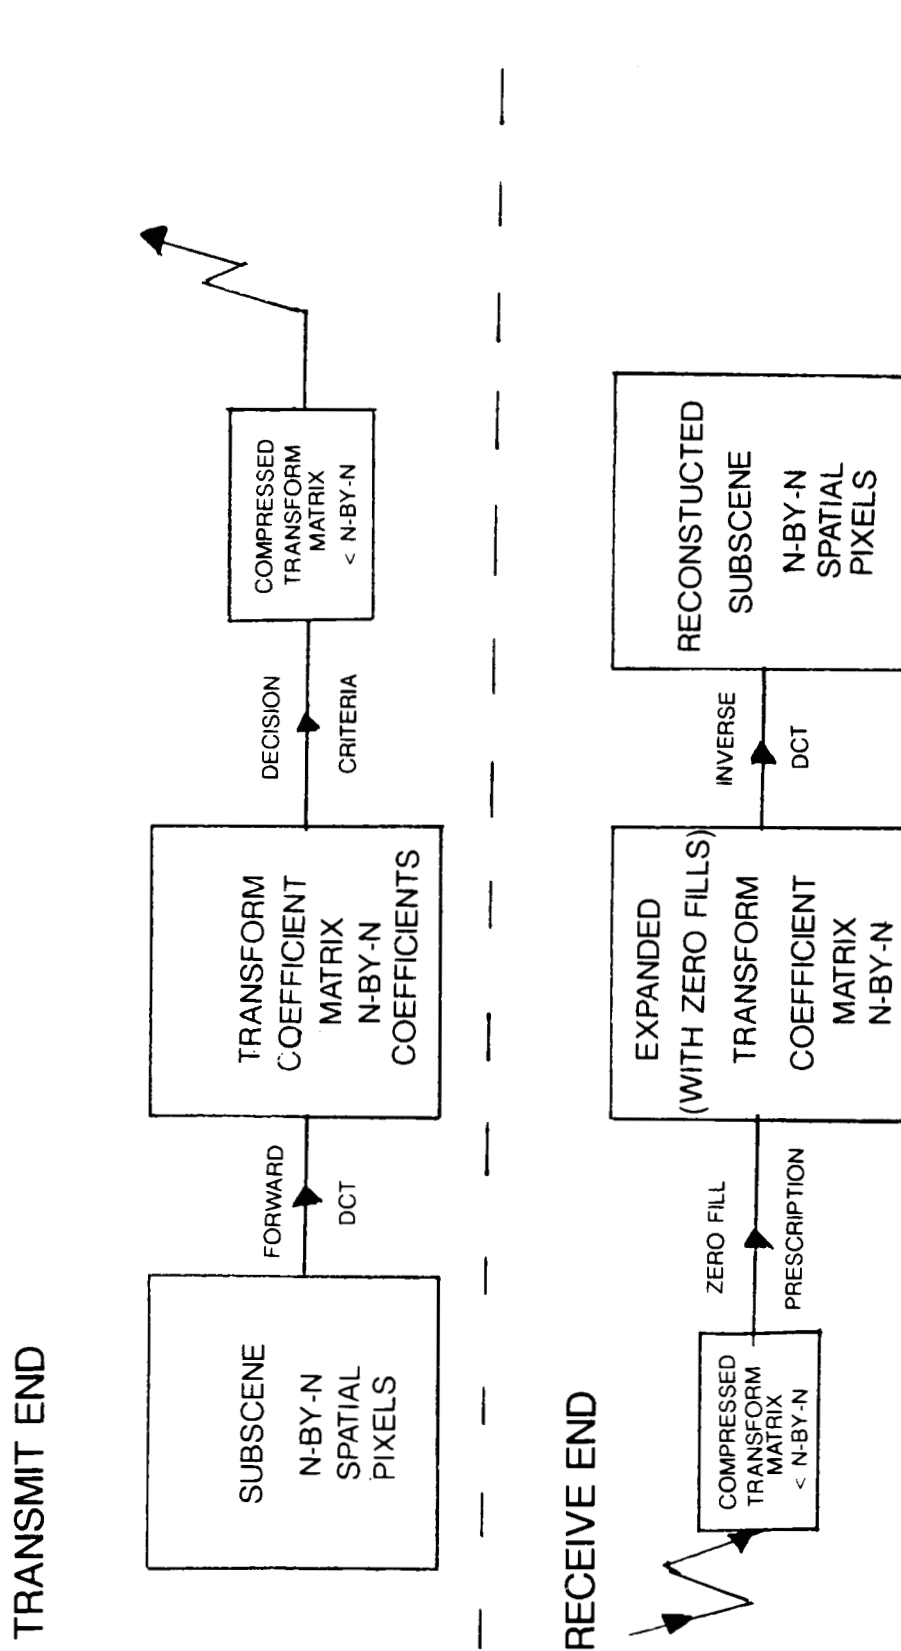 TRANSMIT END
SUBSCENE
N-BY-N
SPATIAL
PIXELS
FORWARD
DCT
TRANSFORM
COEFFICIENT
MATRIX
N-BY-N
COEFFICIENTS
DECISION
CRITERIA
COMPRESSED
TRANSFORM
MATRIX
< N-BY-N
RECEIVE END
COMPRESSED
TRANSFORM
MATRIX
< N-BY-N
ZERO FILL
PRESCRIPTION
EXPANDED
(WITH ZERO FILLS)
TRANSFORM
COEFFICIENT
MATRIX
N-BY-N
INVERSE
DCT
RECONSTUCTED
SUBSCENE
N-BY-N
SPATIAL
PIXELS